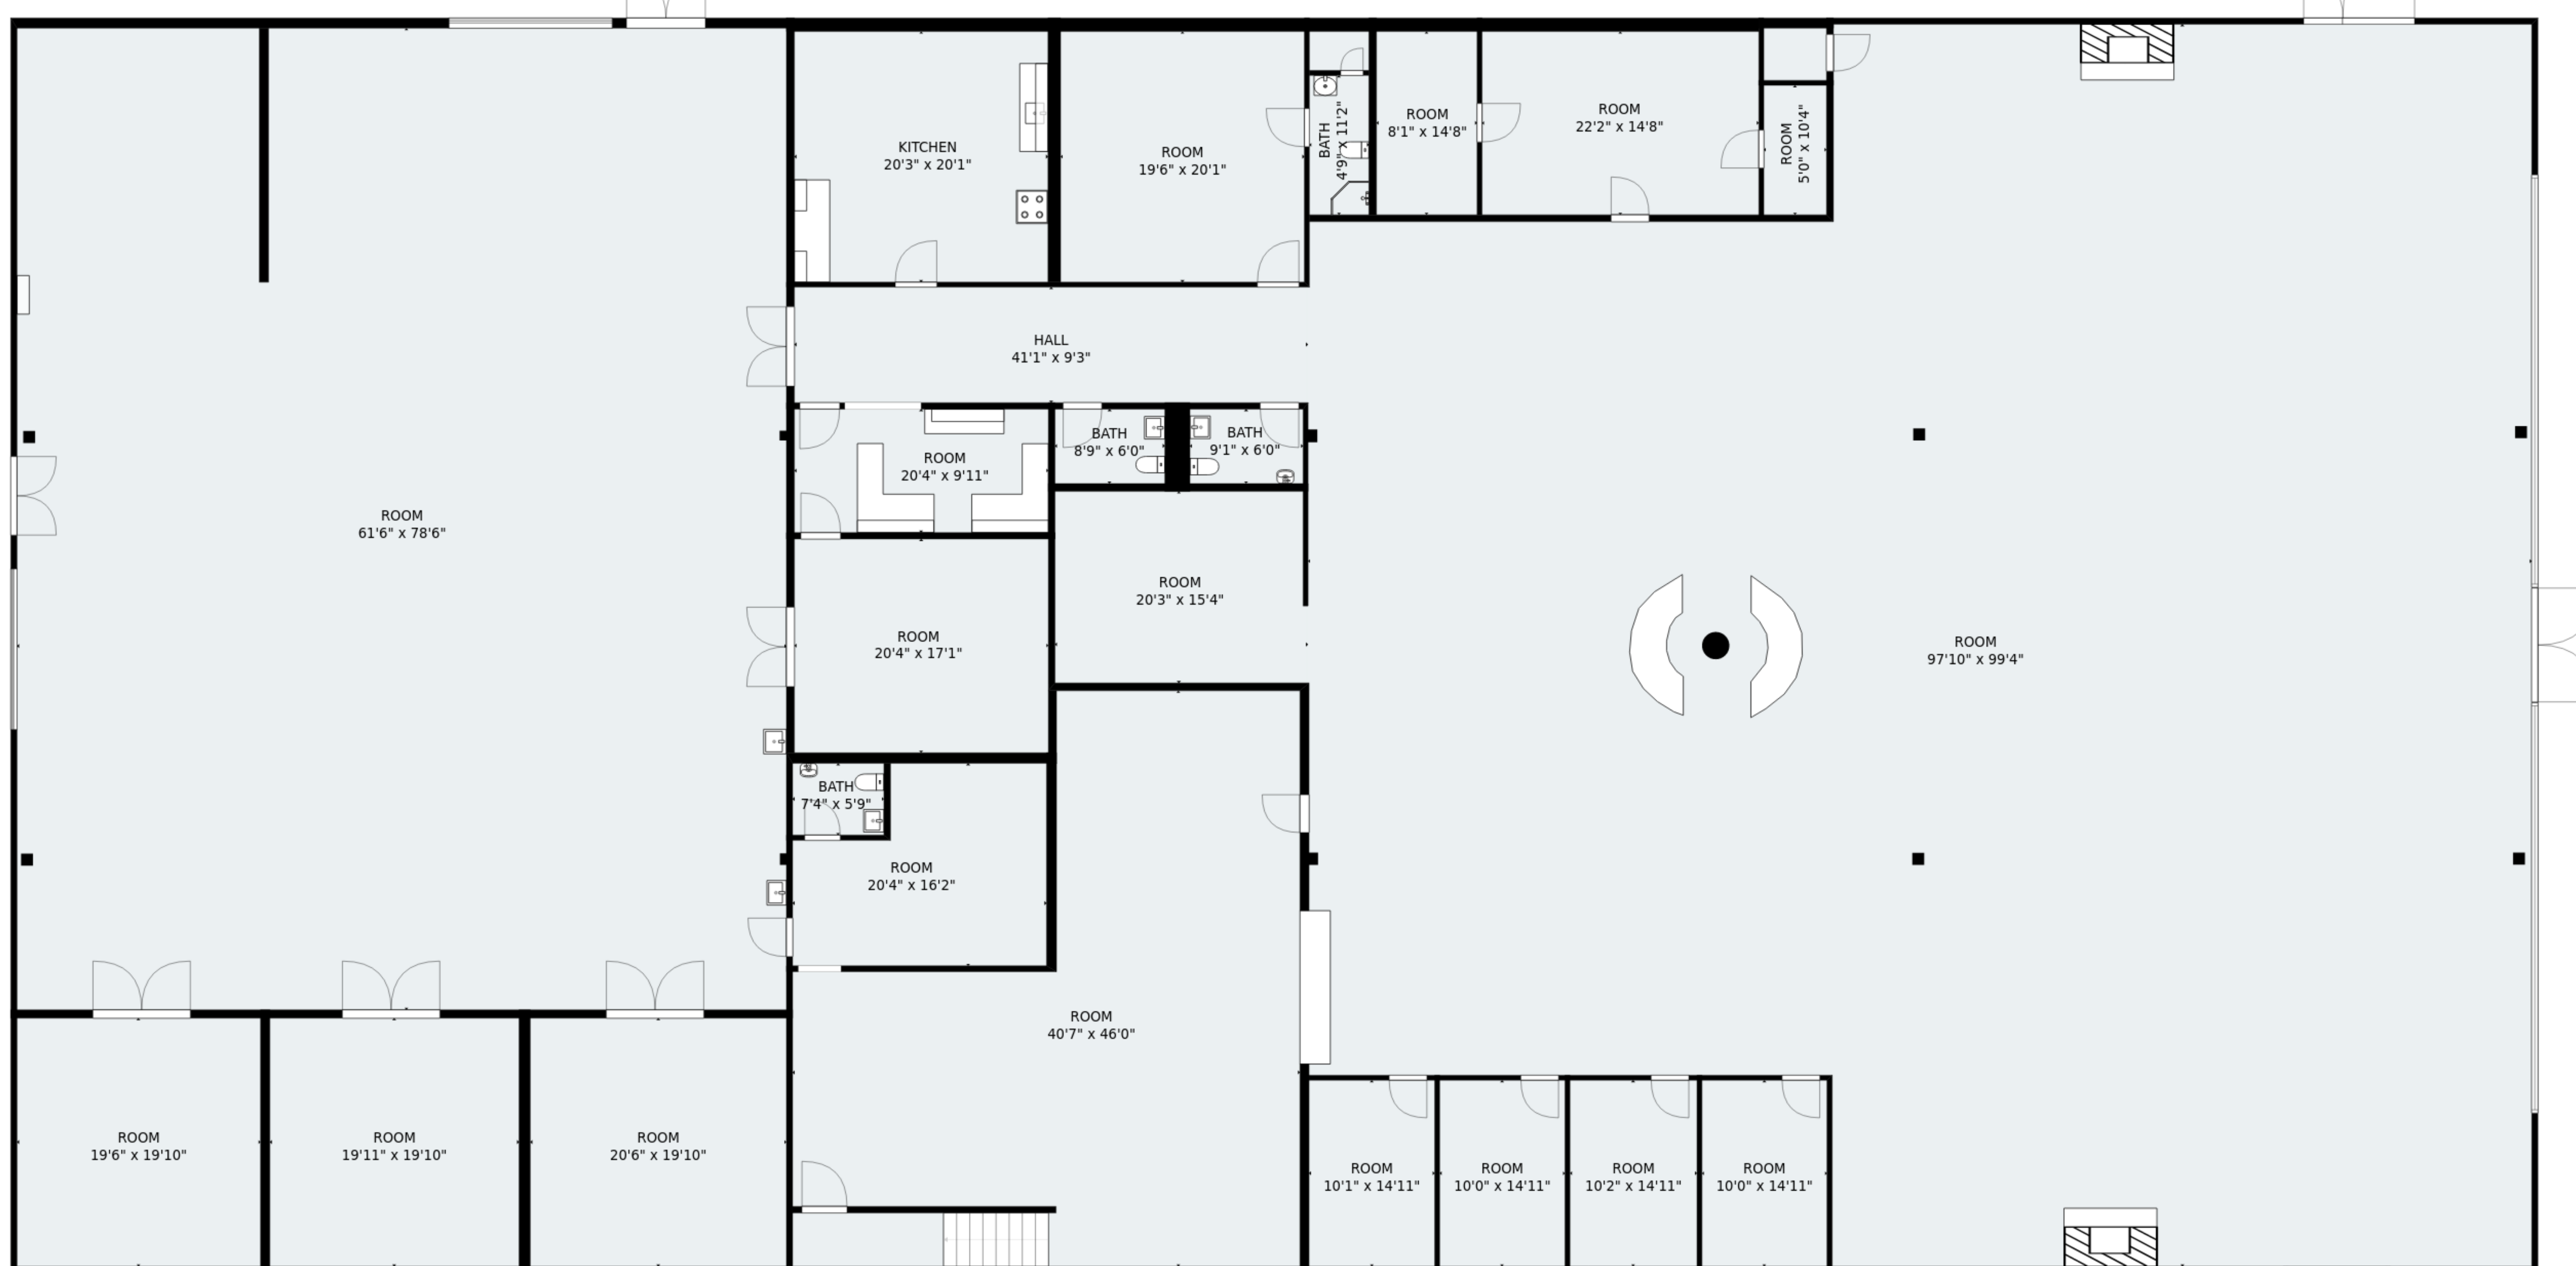 KITCHEN
20'3" x 20'1"
ROOM
19'6" x 20'1"
BATH
4'9" x 11'2"
ROOM
8'1" x 14'8"
ROOM
22'2" x 14'8"
ROOM
5'0" x 10'4"
HALL
41'1" x 9'3"
ROOM
61'6" x 78'6"
ROOM
20'4" x 9'11"
BATH
8'9" x 6'0"
BATH
9'1" x 6'0"
ROOM
20'3" x 15'4"
ROOM
20'4" x 17'1"
ROOM
97'10" x 99'4"
BATH
7'4" x 5'9"
ROOM
20'4" x 16'2"
ROOM
40'7" x 46'0"
ROOM
19'6" x 19'10"
ROOM
19'11" x 19'10"
ROOM
20'6" x 19'10"
ROOM
10'1" x 14'11"
ROOM
10'0" x 14'11"
ROOM
10'2" x 14'11"
ROOM
10'0" x 14'11"